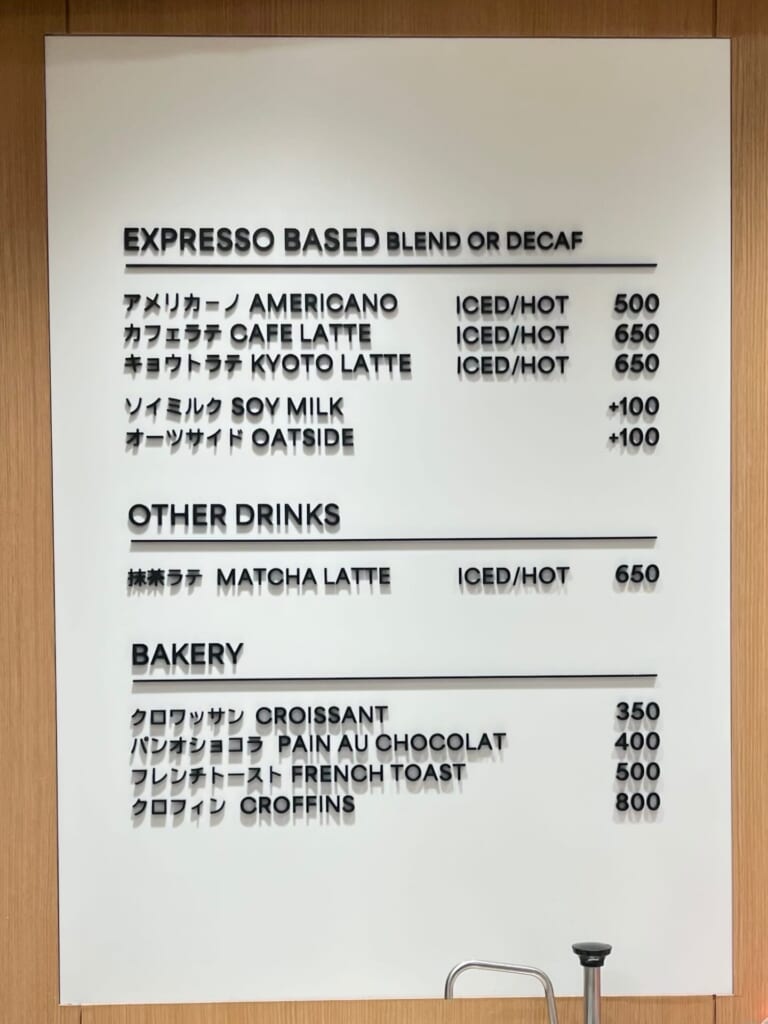 EXPRESSO BASED BLEND OR DECAF
アメリカーノ AMERICANO ICED/HOT 500
カフェラテ CAFE LATTE ICED/HOT 650
キョウトラテ KYOTO LATTE ICED/HOT 650
ソイミルク SOY MILK +100
オーツサイド OATSIDE +100
OTHER DRINKS
抹茶ラテ MATCHA LATTE ICED/HOT 650
BAKERY
クロワッサン CROISSANT 350
パンオショコラ PAIN AU CHOCOLAT 400
フレンチトースト FRENCH TOAST 500
クロフィン CROFFINS 800